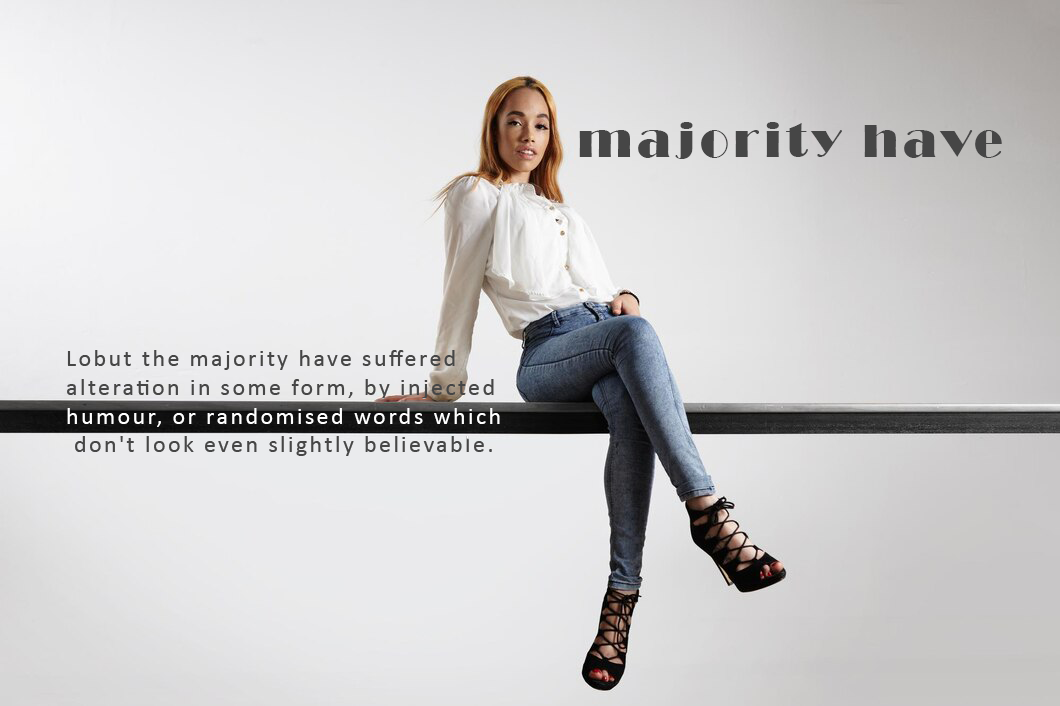 majority have
Lobut the majority have suffered
alteration in some form, by injected
humour, or randomised words which
don't look even slightly believable.